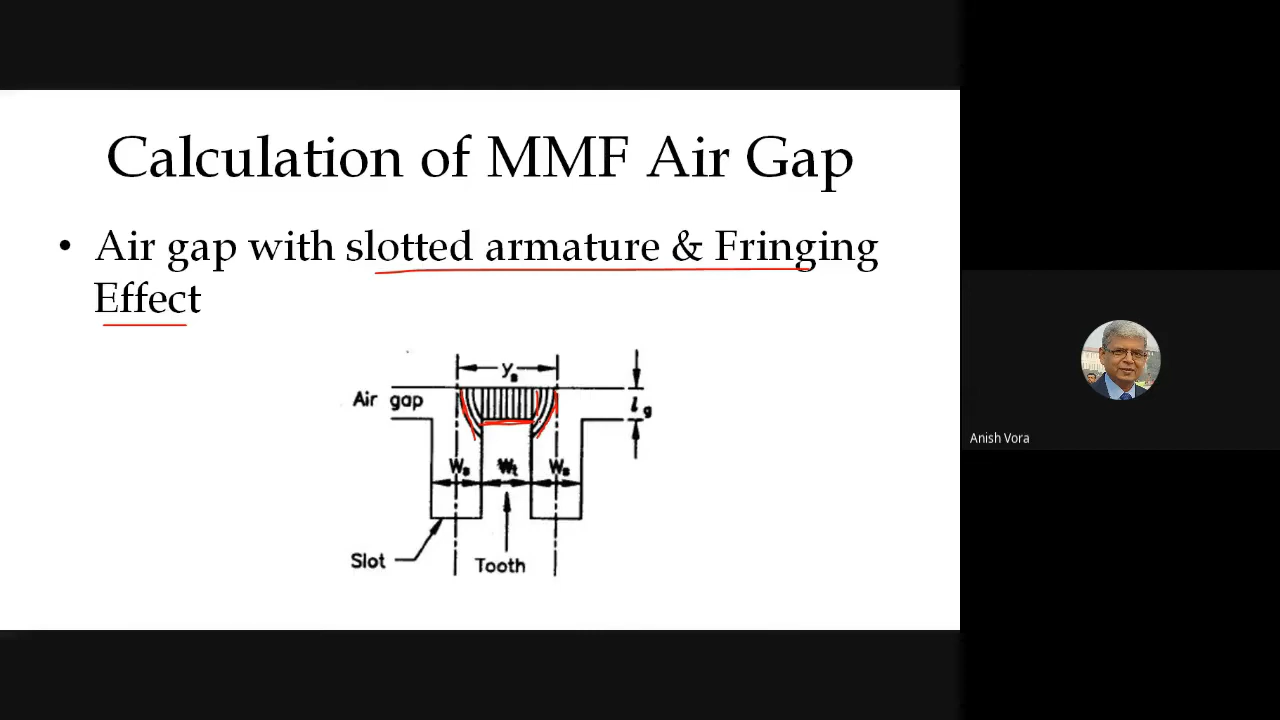 Calculation of MMF Air Gap
• Air gap with slotted armature & Fringing
Effect
yₛ
Air gap
l g
Wₛ Wₜ Wₛ
Slot
Tooth
Anish Vora